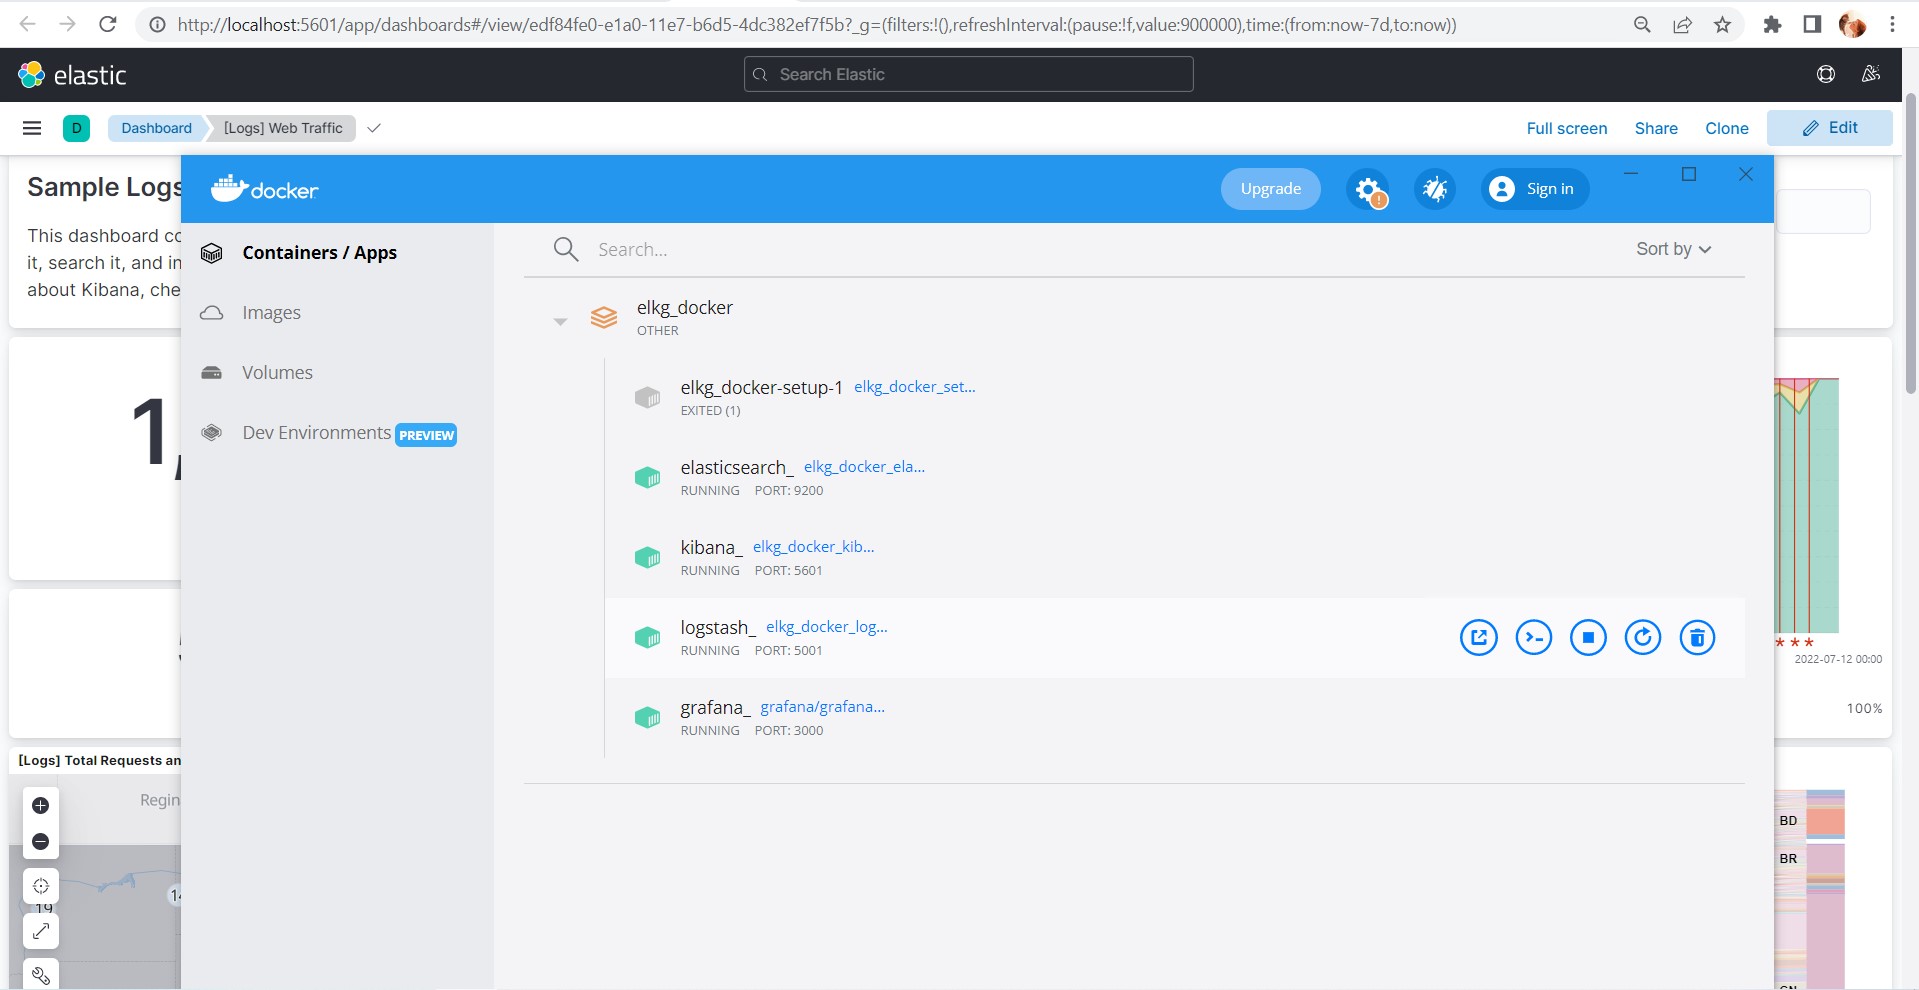 http://localhost:5601/app/dashboards#/view/edf84fe0-e1a0-11e7-b6d5-4dc382ef7f5b?_g=(filters:!(),refreshInterval:(pause:!f,value:900000),time:(from:now-7d,to:now))
elastic
Search Elastic
D
Dashboard
[Logs] Web Traffic
Full screen
Share
Clone
Edit
Sample Logs
This dashboard co
it, search it, and in
about Kibana, che
1,
[Logs] Total Requests an
Regin
19
docker
Upgrade
Sign in
Containers / Apps
Images
Volumes
Dev Environments PREVIEW
Search...
Sort by
elkg_docker
OTHER
elkg_docker-setup-1 elkg_docker_set...
EXITED (1)
elasticsearch_ elkg_docker_ela...
RUNNING PORT: 9200
kibana_ elkg_docker_kib...
RUNNING PORT: 5601
logstash_ elkg_docker_log...
RUNNING PORT: 5001
grafana_ grafana/grafana...
RUNNING PORT: 3000
2022-07-12 00:00
100%
BD
BR